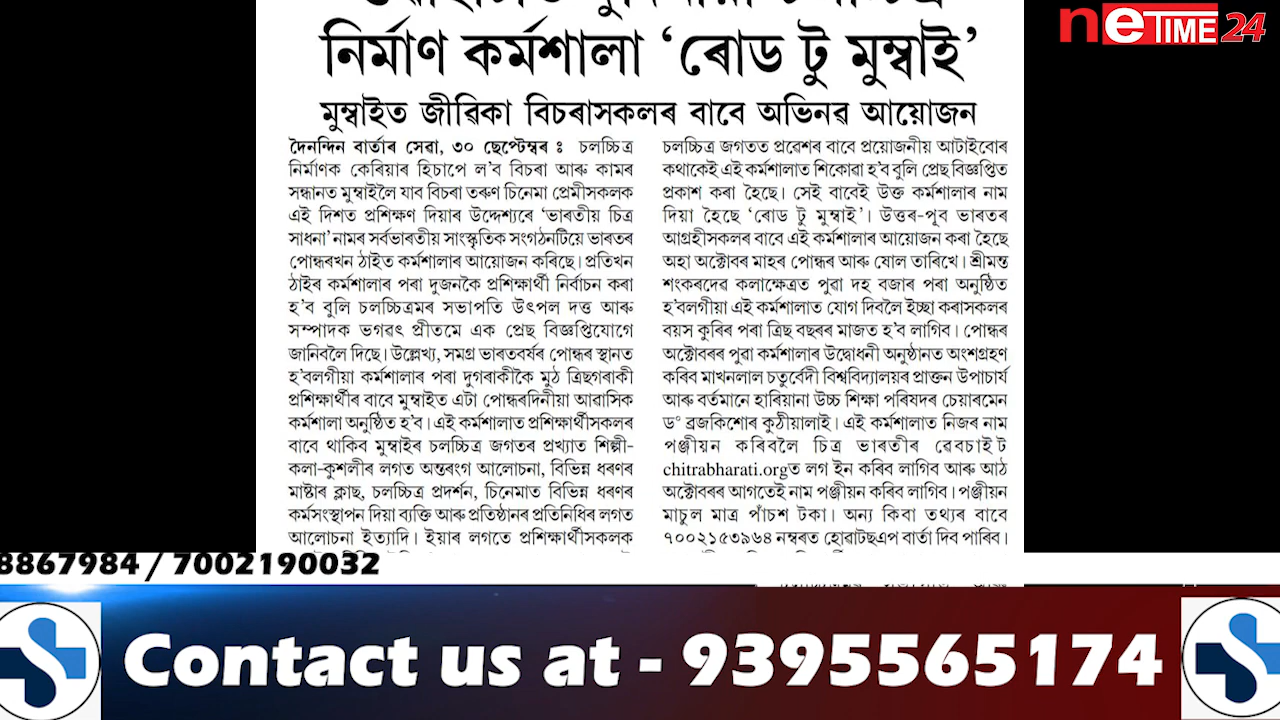 neTIME24
নিৰ্মাণ কৰ্মশালা ‘ৰোড টু মুম্বাই’
মুম্বাইত জীৱিকা বিচৰাসকলৰ বাবে অভিনৱ আয়োজন
দৈনন্দিন বাৰ্তাৰ সেৱা, ৩০ ছেপ্টেম্বৰ ঃ চলচ্চিত্ৰ
নিৰ্মাণক কেৰিয়াৰ হিচাপে ল’ব বিচৰা আৰু কামৰ
সন্ধানত মুম্বাইলৈ যাব বিচৰা তৰুণ চিনেমা প্ৰেমীসকলক
এই দিশত প্ৰশিক্ষণ দিয়াৰ উদ্দেশ্যৰে ‘ভাৰতীয় চিত্ৰ
সাধনা’ নামৰ সৰ্বভাৰতীয় সাংস্কৃতিক সংগঠনটিয়ে ভাৰতৰ
পোন্ধৰখন ঠাইত কৰ্মশালাৰ আয়োজন কৰিছে। প্ৰতিখন
ঠাইৰ কৰ্মশালাৰ পৰা দুজনকৈ প্ৰশিক্ষাৰ্থী নিৰ্বাচন কৰা
হ’ব বুলি চলচ্চিত্ৰমৰ সভাপতি উৎপল দত্ত আৰু
সম্পাদক ভগৱৎ প্ৰীতমে এক প্ৰেছ বিজ্ঞপ্তিযোগে
জানিবলৈ দিছে। উল্লেখ্য, সমগ্ৰ ভাৰতবৰ্ষৰ পোন্ধৰ স্থানত
হ’বলগীয়া কৰ্মশালাৰ পৰা দুগৰাকীকৈ মুঠ ত্ৰিছগৰাকী
প্ৰশিক্ষাৰ্থীৰ বাবে মুম্বাইত এটা পোন্ধৰদিনীয়া আৱাসিক
কৰ্মশালা অনুষ্ঠিত হ’ব। এই কৰ্মশালাত প্ৰশিক্ষাৰ্থীসকলৰ
বাবে থাকিব মুম্বাইৰ চলচ্চিত্ৰ জগতৰ প্ৰখ্যাত শিল্পী-
কলা-কুশলীৰ লগত অন্তৰংগ আলোচনা, বিভিন্ন ধৰণৰ
মাষ্টাৰ ক্লাছ, চলচ্চিত্ৰ প্ৰদৰ্শন, চিনেমাত বিভিন্ন ধৰণৰ
কৰ্মসংস্থাপন দিয়া ব্যক্তি আৰু প্ৰতিষ্ঠানৰ প্ৰতিনিধিৰ লগত
আলোচনা ইত্যাদি। ইয়াৰ লগতে প্ৰশিক্ষাৰ্থীসকলক
চলচ্চিত্ৰ জগতত প্ৰৱেশৰ বাবে প্ৰয়োজনীয় আটাইবোৰ
কথাকেই এই কৰ্মশালাত শিকোৱা হ’ব বুলি প্ৰেছ বিজ্ঞপ্তিত
প্ৰকাশ কৰা হৈছে। সেই বাবেই উক্ত কৰ্মশালাৰ নাম
দিয়া হৈছে ‘ৰোড টু মুম্বাই’। উত্তৰ-পূব ভাৰতৰ
আগ্ৰহীসকলৰ বাবে এই কৰ্মশালাৰ আয়োজন কৰা হৈছে
অহা অক্টোবৰ মাহৰ পোন্ধৰ আৰু ষোল তাৰিখে। শ্ৰীমন্ত
শংকৰদেৱ কলাক্ষেত্ৰত পুৱা দহ বজাৰ পৰা অনুষ্ঠিত
হ’বলগীয়া এই কৰ্মশালাত যোগ দিবলৈ ইচ্ছা কৰাসকলৰ
বয়স কুৰিৰ পৰা ত্ৰিছ বছৰৰ মাজত হ’ব লাগিব। পোন্ধৰ
অক্টোবৰৰ পুৱা কৰ্মশালাৰ উদ্বোধনী অনুষ্ঠানত অংশগ্ৰহণ
কৰিব মাখনলাল চতুৰ্বেদী বিশ্ববিদ্যালয়ৰ প্ৰাক্তন উপাচাৰ্য
আৰু বৰ্তমানে হাৰিয়ানা উচ্চ শিক্ষা পৰিষদৰ চেয়াৰমেন
ড° ব্ৰজকিশোৰ কুঠীয়ালাই। এই কৰ্মশালাত নিজৰ নাম
পঞ্জীয়ন কৰিবলৈ চিত্ৰ ভাৰতীৰ ৱেবচাইট
chitrabharati.orgত লগ ইন কৰিব লাগিব আৰু আঠ
অক্টোবৰৰ আগতেই নাম পঞ্জীয়ন কৰিব লাগিব। পঞ্জীয়ন
মাচুল মাত্ৰ পাঁচশ টকা। অন্য কিবা তথ্যৰ বাবে
৭০০২১৫৩৯৬৪ নম্বৰত হোৱাটছএপ বাৰ্তা দিব পাৰিব।
8867984 / 7002190032
Contact us at - 9395565174